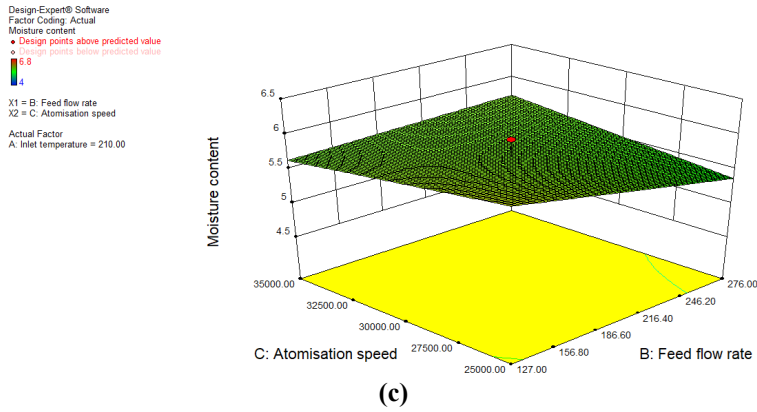 Design-Expert® Software
Factor Coding: Actual
Moisture content
Design points above predicted value
Design points below predicted value
6.8
4
X1 = B: Feed flow rate
X2 = C: Atomisation speed
Actual Factor
A: Inlet temperature = 210.00
Moisture content
6.5
6
5.5
5
4.5
35000.00
32500.00
30000.00
27500.00
25000.00
127.00
156.80
186.60
216.40
246.20
276.00
C: Atomisation speed
B: Feed flow rate
(c)